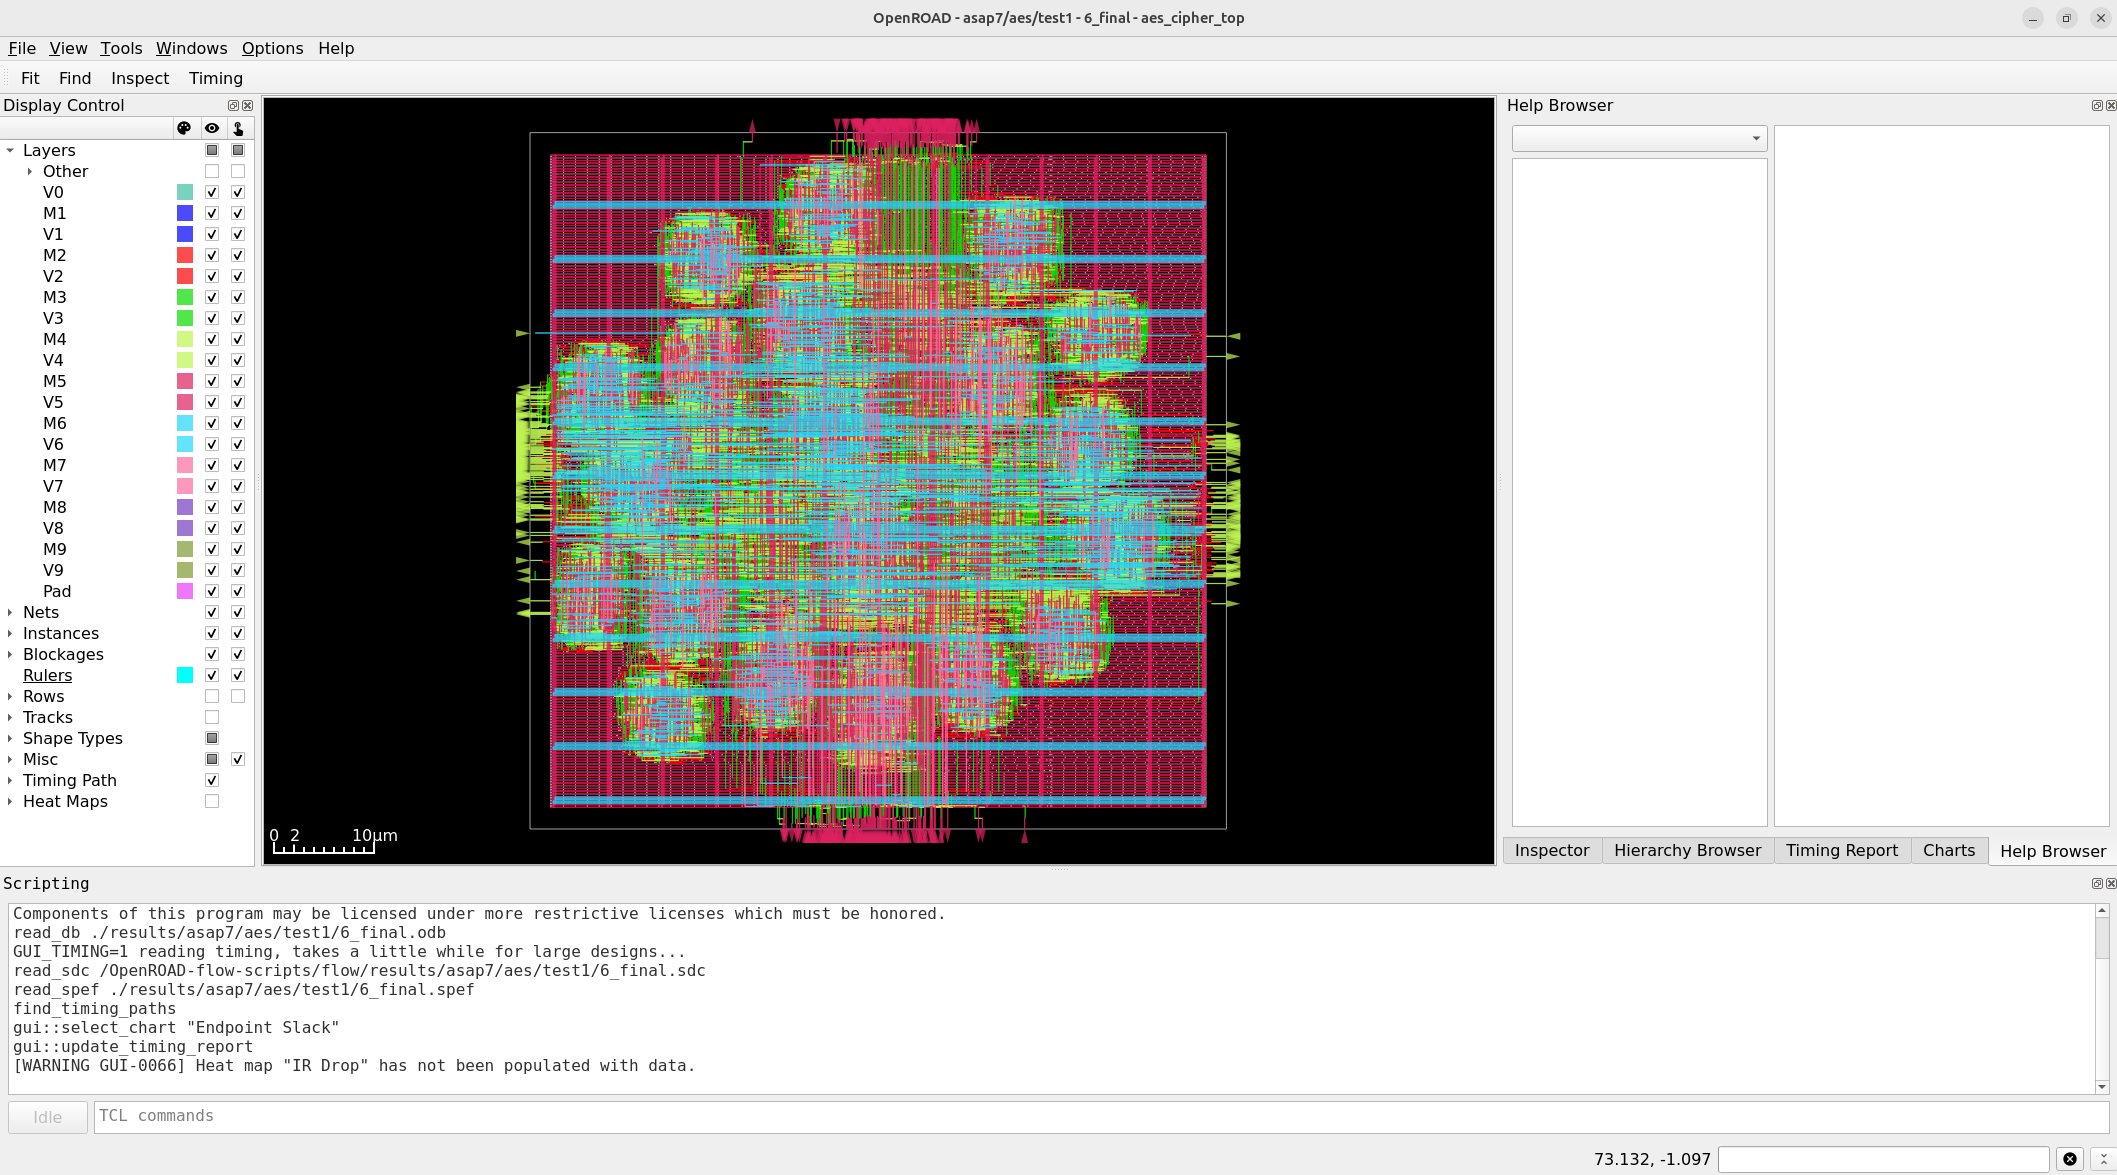 OpenROAD - asap7/aes/test1 - 6_final - aes_cipher_top
File View Tools Windows Options Help
Fit Find Inspect Timing
Display Control
Layers
Other
V0
M1
V1
M2
V2
M3
V3
M4
V4
M5
V5
M6
V6
M7
V7
M8
V8
M9
V9
Pad
Nets
Instances
Blockages
Rulers
Rows
Tracks
Shape Types
Misc
Timing Path
Heat Maps
0 2 10μm
Help Browser
Inspector Hierarchy Browser Timing Report Charts Help Browser
Scripting
Components of this program may be licensed under more restrictive licenses which must be honored.
read_db ./results/asap7/aes/test1/6_final.odb
GUI_TIMING=1 reading timing, takes a little while for large designs...
read_sdc /OpenROAD-flow-scripts/flow/results/asap7/aes/test1/6_final.sdc
read_spef ./results/asap7/aes/test1/6_final.spef
find_timing_paths
gui::select_chart "Endpoint Slack"
gui::update_timing_report
[WARNING GUI-0066] Heat map "IR Drop" has not been populated with data.
Idle TCL commands
73.132, -1.097